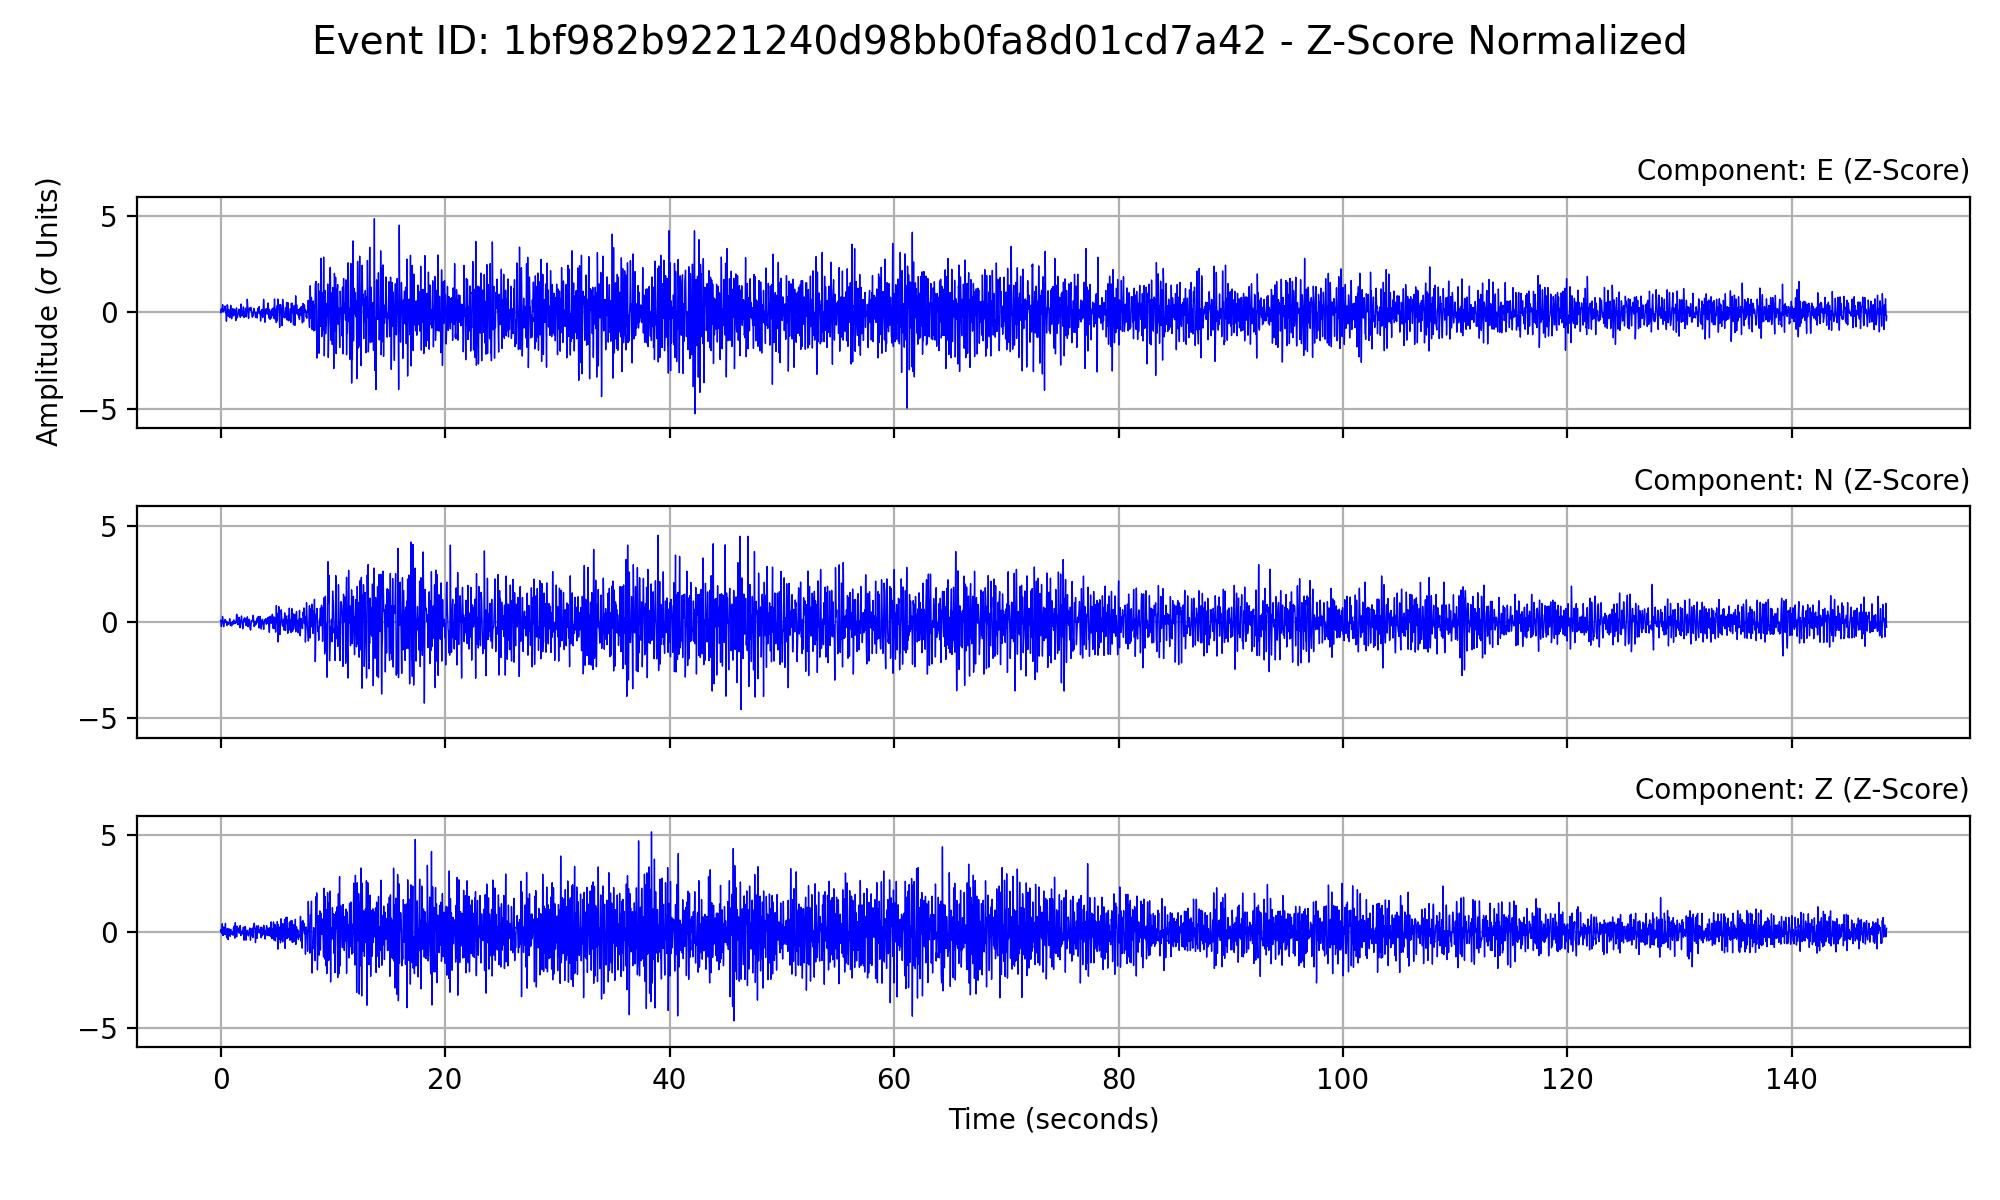 Event ID: 1bf982b9221240d98bb0fa8d01cd7a42 - Z-Score Normalized
Component: E (Z-Score)
Amplitude (σ Units)
5
0
−5
Component: N (Z-Score)
5
0
−5
Component: Z (Z-Score)
5
0
−5
0 20 40 60 80 100 120 140
Time (seconds)